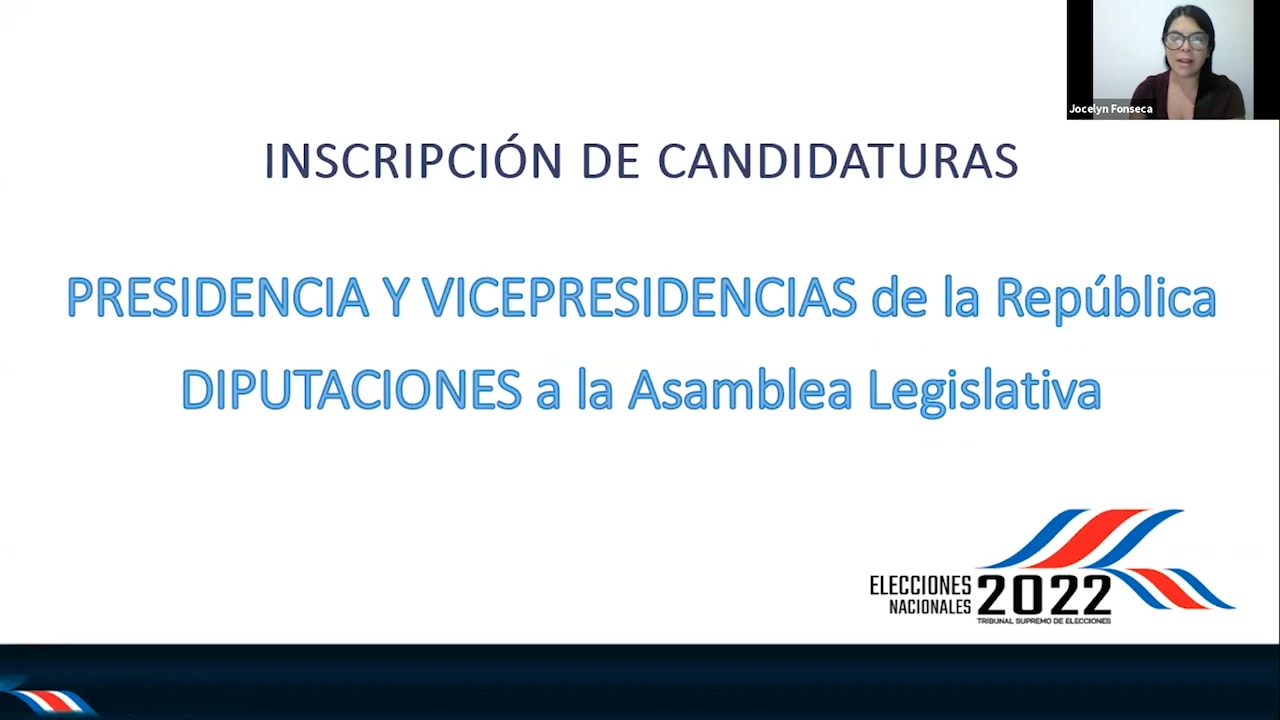 Jocelyn Fonseca
INSCRIPCIÓN DE CANDIDATURAS
PRESIDENCIA Y VICEPRESIDENCIAS de la República
DIPUTACIONES a la Asamblea Legislativa
ELECCIONES
NACIONALES
2022
TRIBUNAL SUPREMO DE ELECCIONES